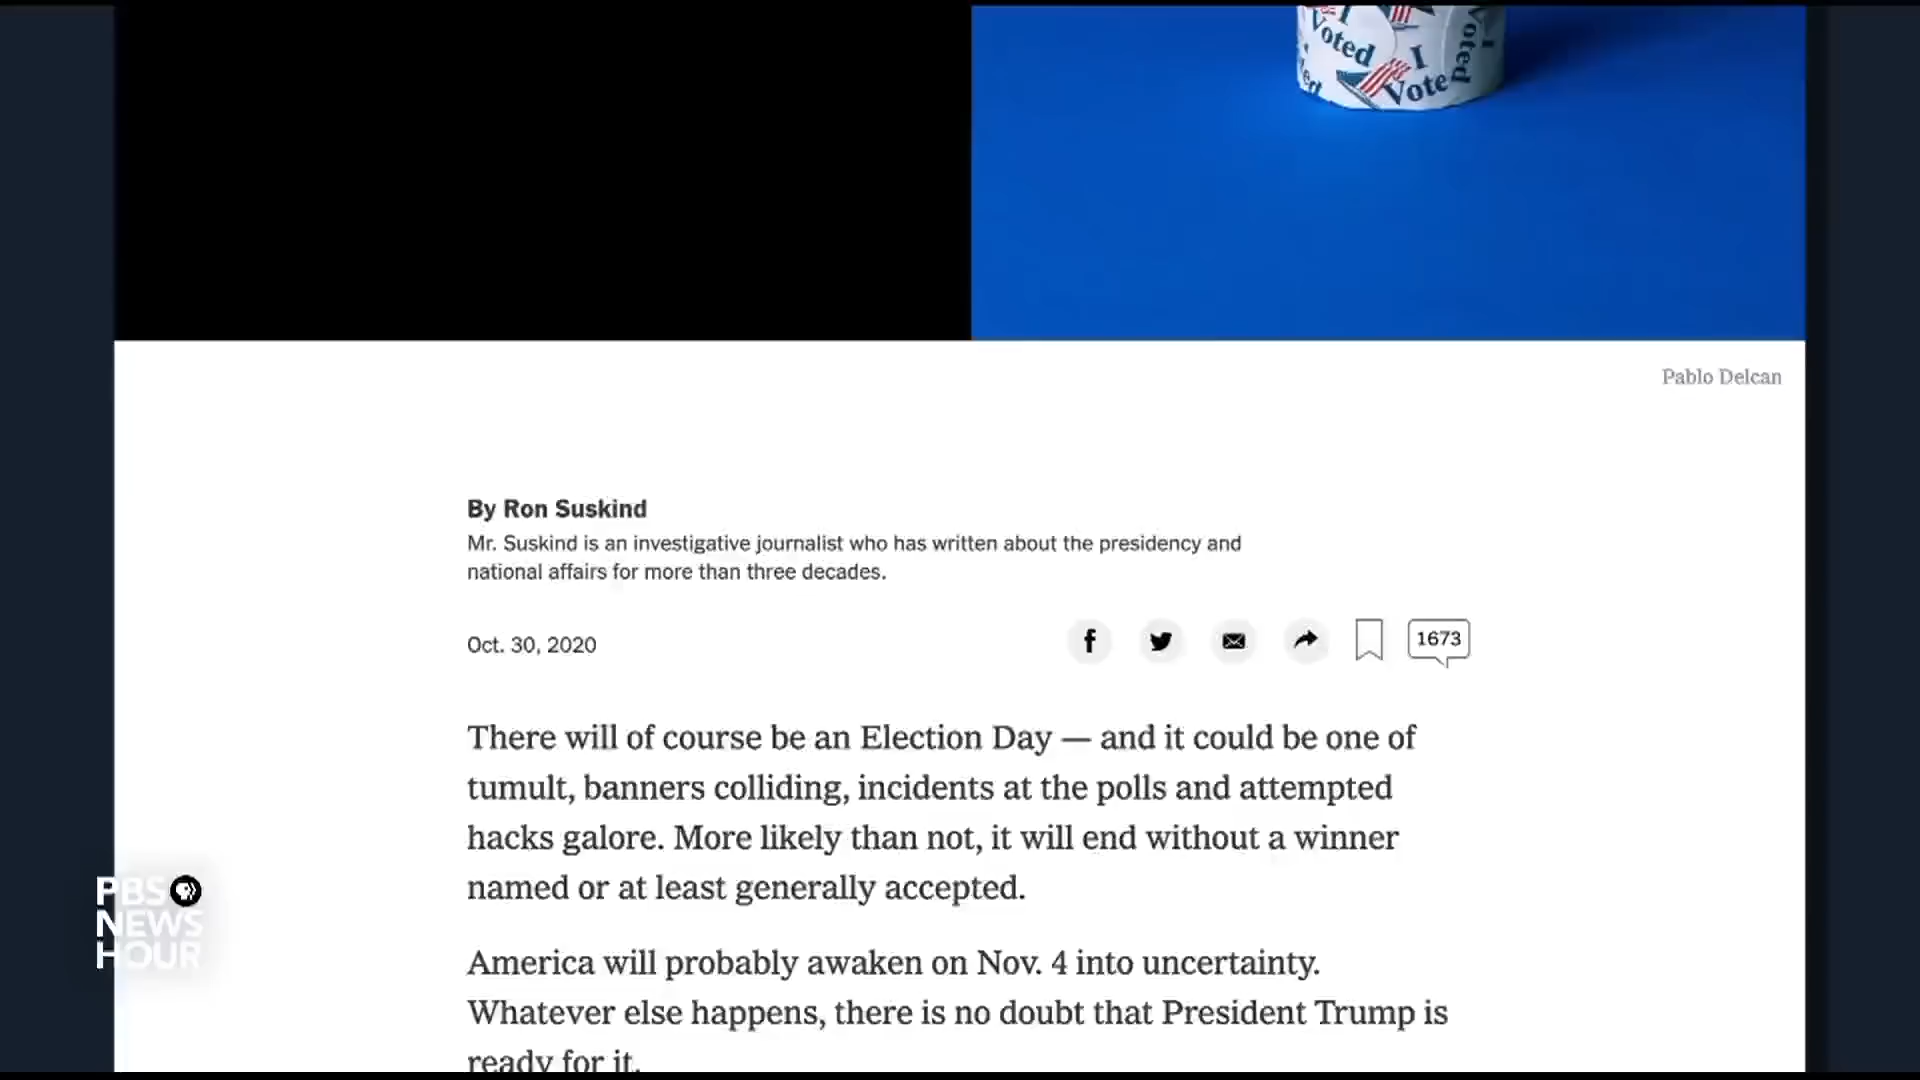 I Voted
I Vote
Voted
Pablo Delcan
By Ron Suskind
Mr. Suskind is an investigative journalist who has written about the presidency and
national affairs for more than three decades.
Oct. 30, 2020
1673
There will of course be an Election Day — and it could be one of
tumult, banners colliding, incidents at the polls and attempted
hacks galore. More likely than not, it will end without a winner
named or at least generally accepted.
America will probably awaken on Nov. 4 into uncertainty.
Whatever else happens, there is no doubt that President Trump is
ready for it.
PBS
NEWS
HOUR